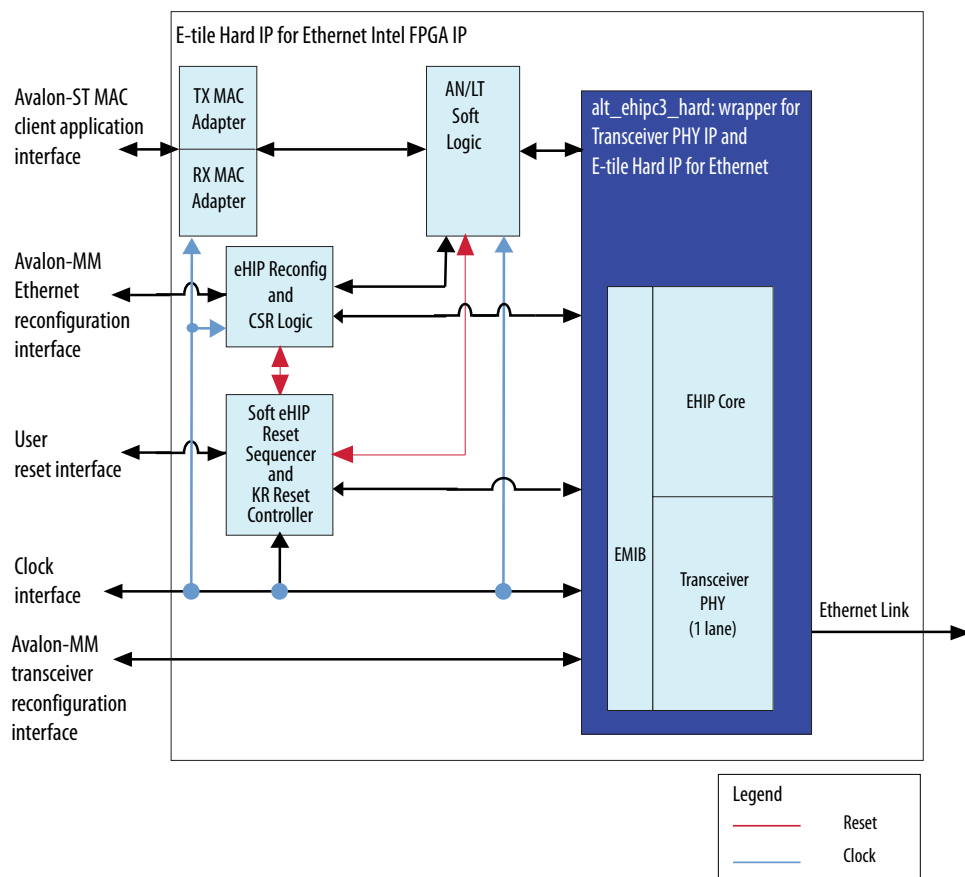 E-tile Hard IP for Ethernet Intel FPGA IP
Avalon-ST MAC
client application
interface
TX MAC
Adapter
RX MAC
Adapter
AN/LT
Soft
Logic
alt_ehipc3_hard: wrapper for
Transceiver PHY IP and
E-tile Hard IP for Ethernet
Avalon-MM
Ethernet
reconfiguration
interface
eHIP Reconfig
and
CSR Logic
User
reset interface
Soft eHIP
Reset
Sequencer
and
KR Reset
Controller
EHIP Core
EMIB
Transceiver
PHY
(1 lane)
Clock
interface
Ethernet Link
Avalon-MM
transceiver
reconfiguration
interface
Legend
Reset
Clock